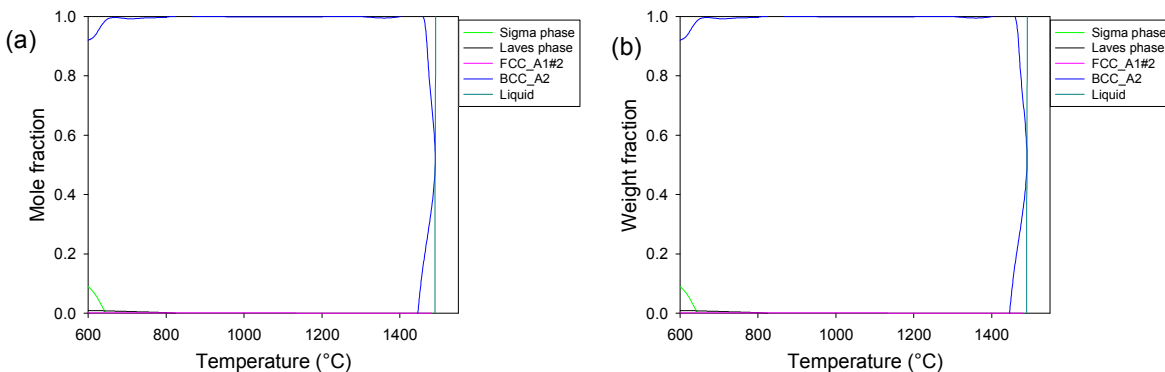 (a)
Mole fraction
1.0
0.8
0.6
0.4
0.2
0.0
600 800 1000 1200 1400
Temperature (°C)
Sigma phase
Laves phase
FCC_A1#2
BCC_A2
Liquid
(b)
Weight fraction
1.0
0.8
0.6
0.4
0.2
0.0
600 800 1000 1200 1400
Temperature (°C)
Sigma phase
Laves phase
FCC_A1#2
BCC_A2
Liquid